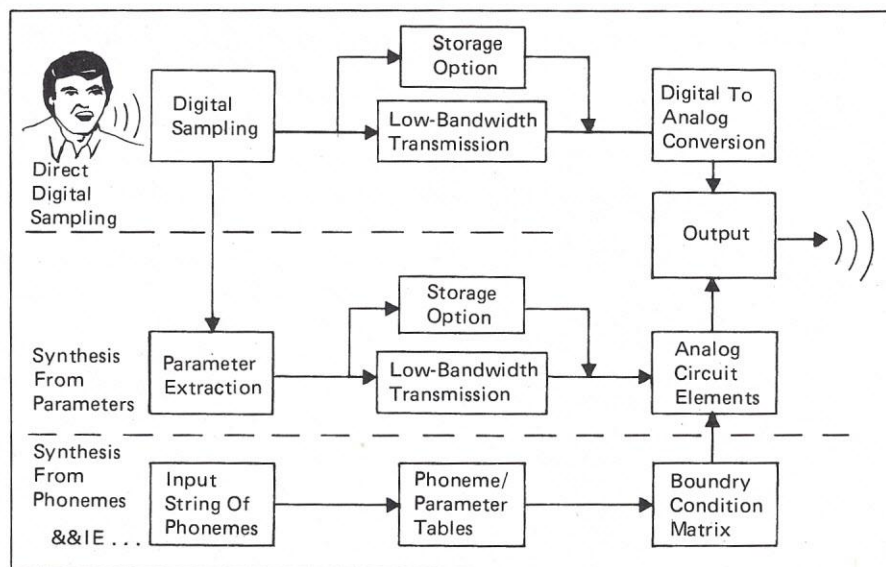 Storage
Option
Digital
Sampling
Low-Bandwidth
Transmission
Digital To
Analog
Conversion
Direct
Digital
Sampling
Output
Storage
Option
Synthesis
From
Parameters
Parameter
Extraction
Low-Bandwidth
Transmission
Analog
Circuit
Elements
Synthesis
From
Phonemes
&&IE . . .
Input
String Of
Phonemes
Phoneme/
Parameter
Tables
Boundry
Condition
Matrix